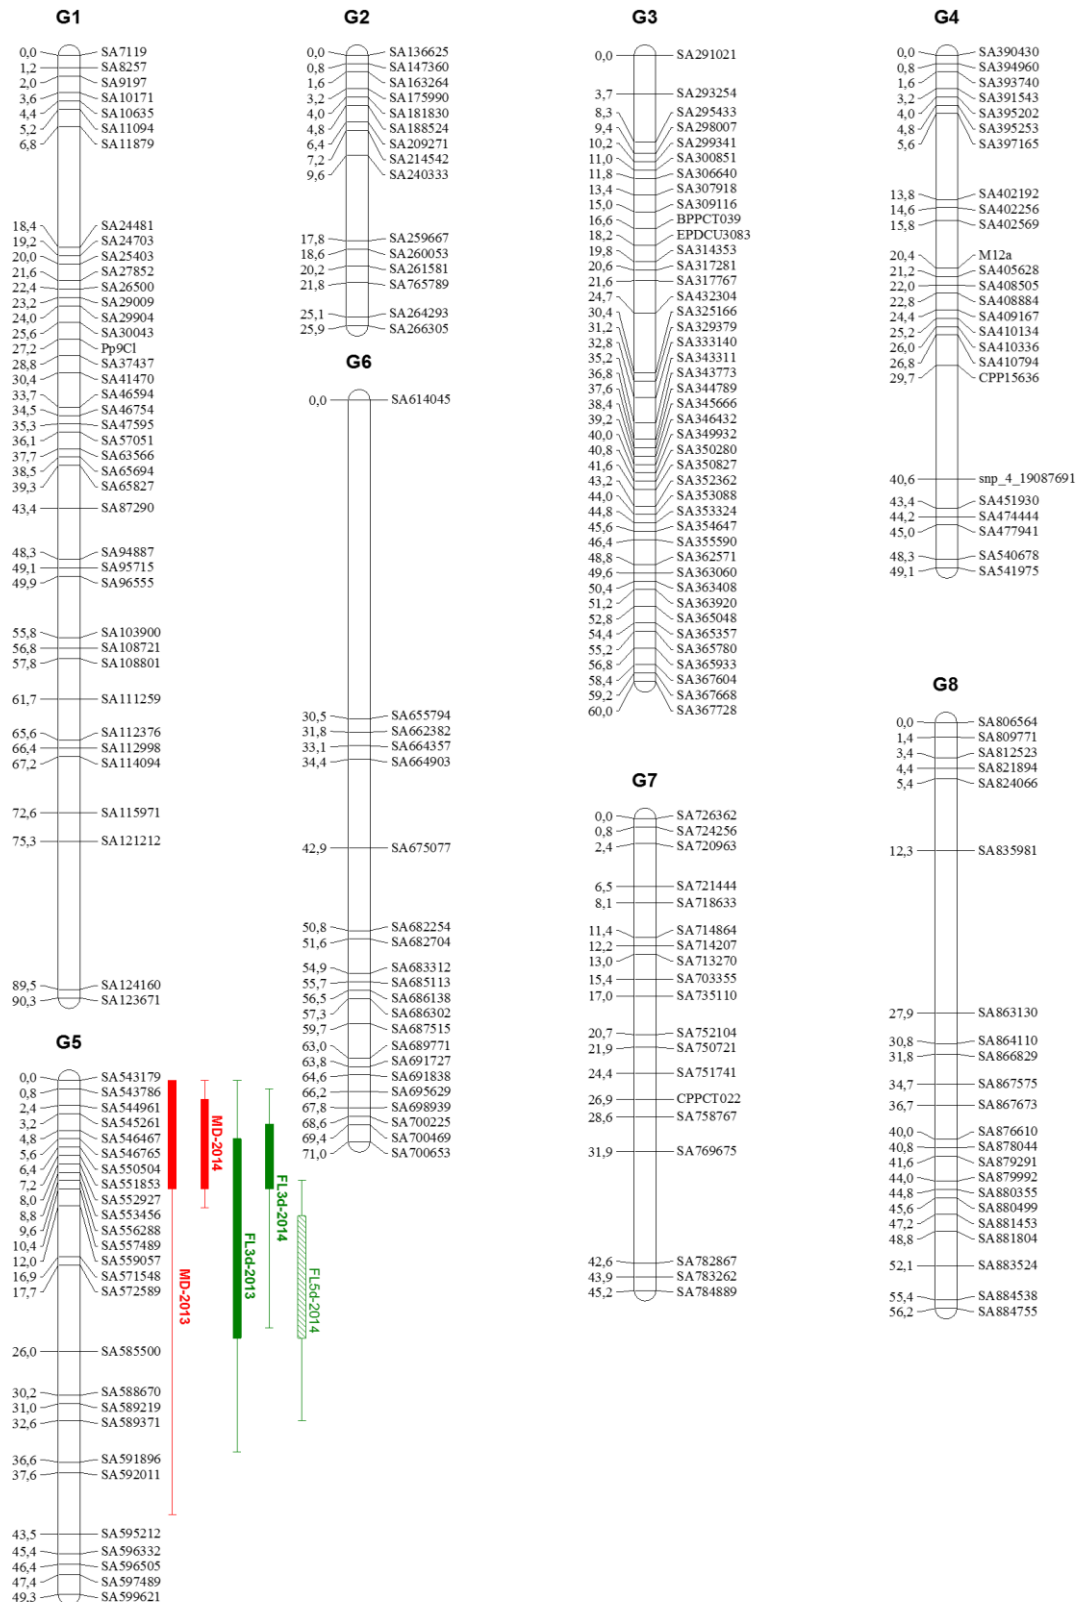 G1
0,0 SA7119
1,2 SA8257
2,0 SA9197
3,6 SA10171
4,4 SA10635
5,2 SA11094
6,8 SA11879
18,4 SA24481
19,2 SA24703
20,0 SA25403
21,6 SA27852
22,4 SA26500
23,2 SA29009
24,0 SA29904
25,6 SA30043
27,2 Pp9Cl
28,8 SA37437
30,4 SA41470
33,7 SA46594
34,5 SA46754
35,3 SA47595
36,1 SA57051
37,7 SA63566
38,5 SA65694
39,3 SA65827
43,4 SA87290
48,3 SA94887
49,1 SA95715
49,9 SA96555
55,8 SA103900
56,8 SA108721
57,8 SA108801
61,7 SA111259
65,6 SA112376
66,4 SA112998
67,2 SA114094
72,6 SA115971
75,3 SA121212
89,5 SA124160
90,3 SA123671
G2
0,0 SA136625
0,8 SA147360
1,6 SA163264
3,2 SA175990
4,0 SA181830
4,8 SA188524
6,4 SA209271
7,2 SA214542
9,6 SA240333
17,8 SA259667
18,6 SA260053
20,2 SA261581
21,8 SA765789
25,1 SA264293
25,9 SA266305
G3
0,0 SA291021
3,7 SA293254
8,3 SA295433
9,4 SA298007
10,2 SA299341
11,0 SA300851
11,8 SA306640
13,4 SA307918
15,0 SA309116
16,6 BPPCT039
18,2 EPDCU3083
19,8 SA314353
20,6 SA317281
21,6 SA317767
24,7 SA432304
30,4 SA325166
31,2 SA329379
32,8 SA333140
35,2 SA343311
36,8 SA343773
37,6 SA344789
38,4 SA345666
39,2 SA346432
40,0 SA349932
40,8 SA350280
41,6 SA350827
43,2 SA352362
44,0 SA353088
44,8 SA353324
45,6 SA354647
46,4 SA355590
48,8 SA362571
49,6 SA363060
50,4 SA363408
51,2 SA363920
52,8 SA365048
54,4 SA365357
55,2 SA365780
56,8 SA365933
58,4 SA367604
59,2 SA367668
60,0 SA367728
G4
0,0 SA390430
0,8 SA394960
1,6 SA393740
3,2 SA391543
4,0 SA395202
4,8 SA395253
5,6 SA397165
13,8 SA402192
14,6 SA402256
15,8 SA402569
20,4 M12a
21,2 SA405628
22,0 SA408505
22,8 SA408884
24,4 SA409167
25,2 SA410134
26,0 SA410336
26,8 SA410794
29,7 CPP15636
40,6 snp_4_19087691
43,4 SA451930
44,2 SA474444
45,0 SA477941
48,3 SA540678
49,1 SA541975
G5
0,0 SA543179
0,8 SA543786
2,4 SA544961
3,2 SA545261
4,8 SA546467
5,6 SA546765
6,4 SA550504
7,2 SA551853
8,0 SA552927
8,8 SA553456
9,6 SA556288
10,4 SA557489
12,0 SA559057
16,9 SA571548
17,7 SA572589
26,0 SA585500
30,2 SA588670
31,0 SA589219
32,6 SA589371
36,6 SA591896
37,6 SA592011
43,5 SA595212
45,4 SA596332
46,4 SA596505
47,4 SA597489
49,3 SA599621
MD-2013
MD-2014
FL3d-2013
FL3d-2014
FL5d-2014
G6
0,0 SA614045
30,5 SA655794
31,8 SA662382
33,1 SA664357
34,4 SA664903
42,9 SA675077
50,8 SA682254
51,6 SA682704
54,9 SA683312
55,7 SA685113
56,5 SA686138
57,3 SA686302
59,7 SA687515
63,0 SA689771
63,8 SA691727
64,6 SA691838
66,2 SA695629
67,8 SA698939
68,6 SA700225
69,4 SA700469
71,0 SA700653
G7
0,0 SA726362
0,8 SA724256
2,4 SA720963
6,5 SA721444
8,1 SA718633
11,4 SA714864
12,2 SA714207
13,0 SA713270
15,4 SA703355
17,0 SA735110
20,7 SA752104
21,9 SA750721
24,4 SA751741
26,9 CPPCT022
28,6 SA758767
31,9 SA769675
42,6 SA782867
43,9 SA783262
45,2 SA784889
G8
0,0 SA806564
1,4 SA809771
3,4 SA812523
4,4 SA821894
5,4 SA824066
12,3 SA835981
27,9 SA863130
30,8 SA864110
31,8 SA866829
34,7 SA867575
36,7 SA867673
40,0 SA876610
40,8 SA878044
41,6 SA879291
44,0 SA879992
44,8 SA880355
45,6 SA880499
47,2 SA881453
48,8 SA881804
52,1 SA883524
55,4 SA884538
56,2 SA884755